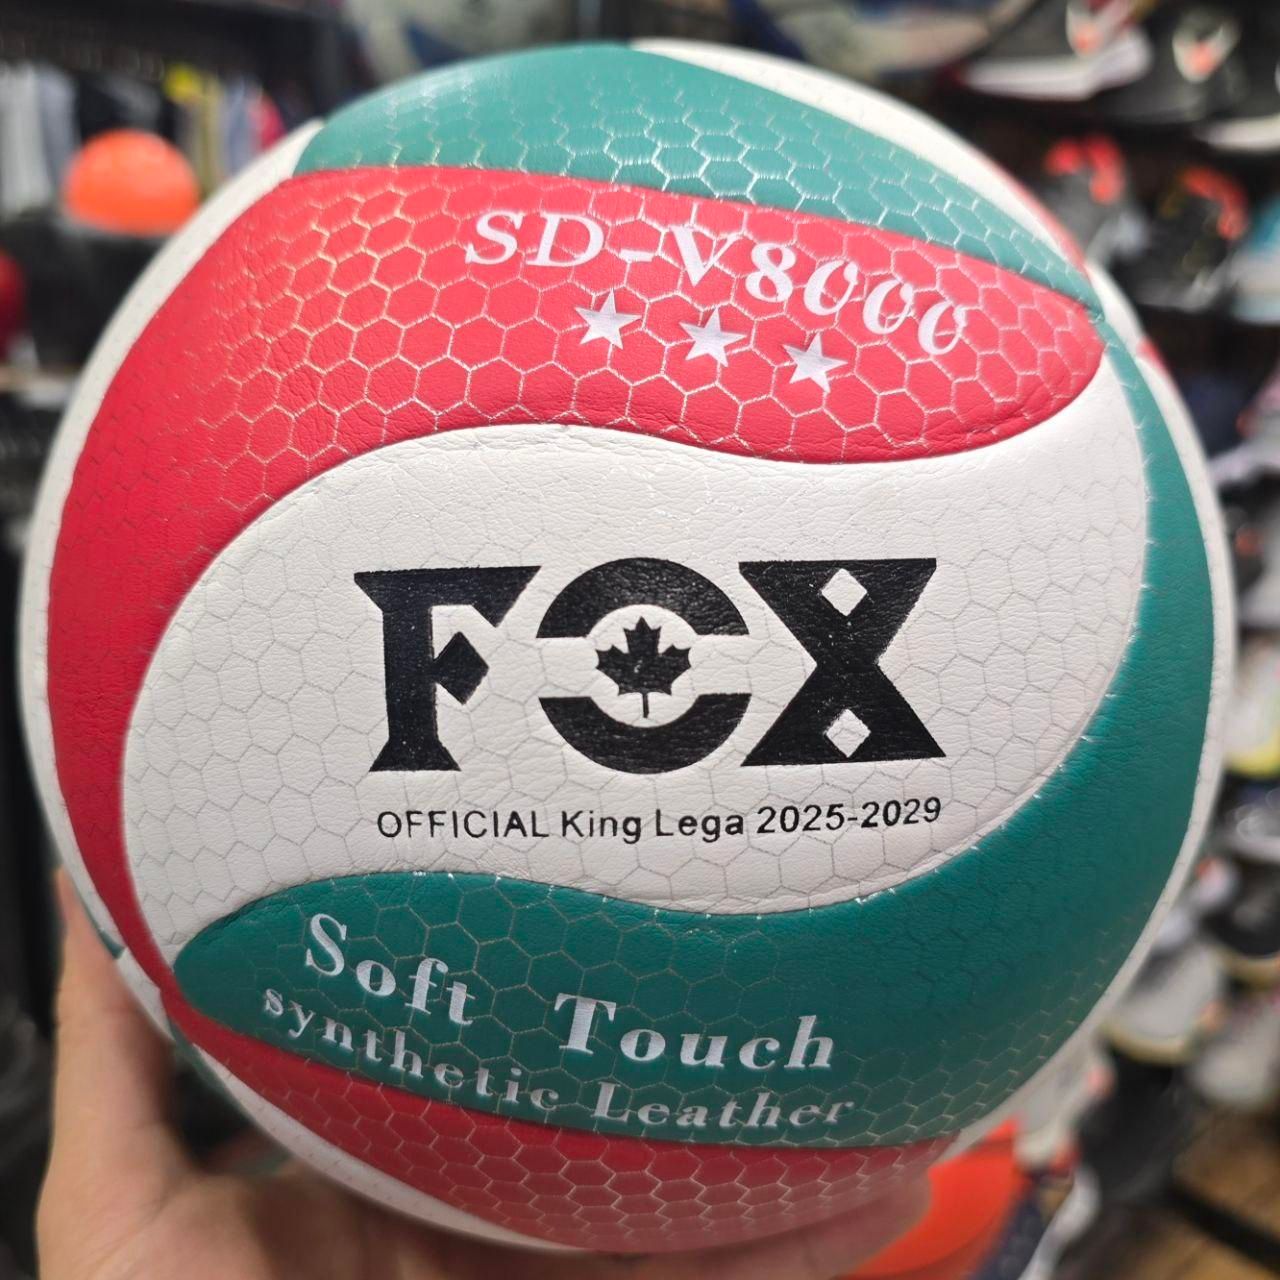 SD-V8000
FOX
OFFICIAL King Lega 2025-2029
Soft Touch
synthetic Leather